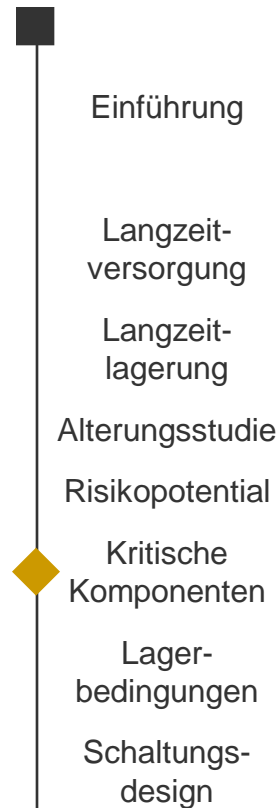 Einführung
Langzeit-
versorgung
Langzeit-
lagerung
Alterungsstudie
Risikopotential
Kritische
Komponenten
Lager-
bedingungen
Schaltungs-
design